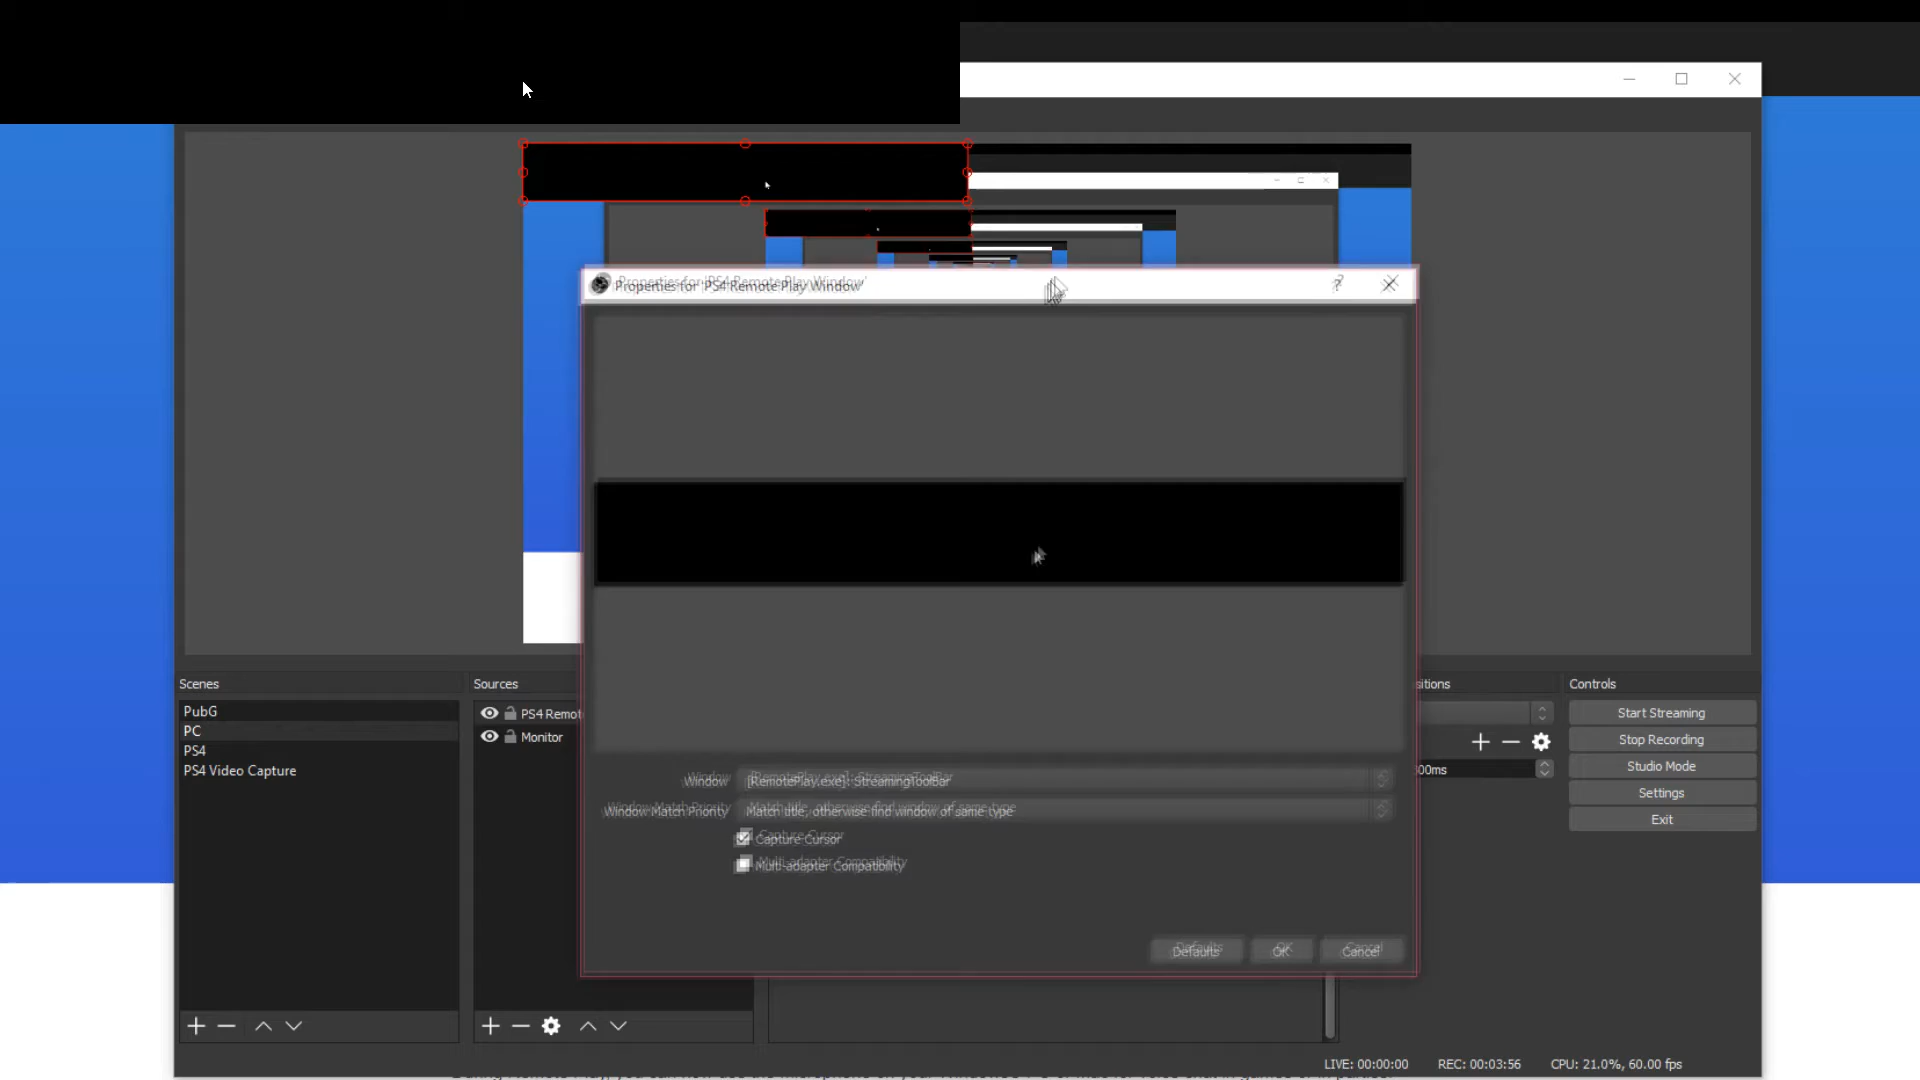 Properties for 'PS4 Remote Play Window'
Scenes
PubG
PC
PS4
PS4 Video Capture
Sources
PS4 Remot
Monitor
Window
[RemotePlay.exe]: StreamingToolBar
Window Match Priority
Match title, otherwise find window of same type
Capture Cursor
Multi-adapter Compatibility
Defaults
OK
Cancel
sitions
00ms
Controls
Start Streaming
Stop Recording
Studio Mode
Settings
Exit
LIVE: 00:00:00
REC: 00:03:56
CPU: 21.0%, 60.00 fps